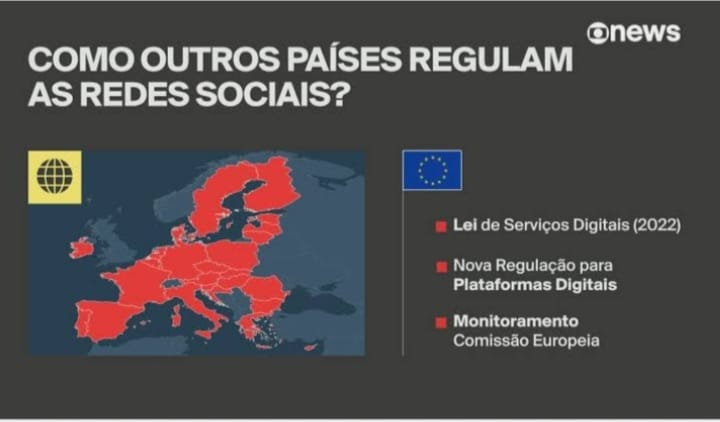 news
COMO OUTROS PAÍSES REGULAM
AS REDES SOCIAIS?
Lei de Serviços Digitais (2022)
Nova Regulação para
Plataformas Digitais
Monitoramento
Comissão Europeia